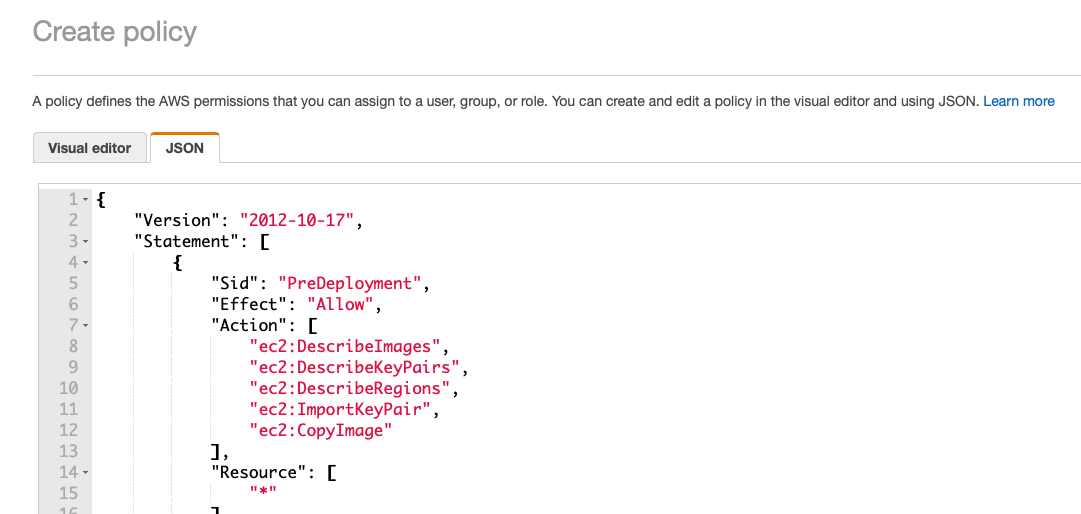 Create policy
A policy defines the AWS permissions that you can assign to a user, group, or role. You can create and edit a policy in the visual editor and using JSON. Learn more
Visual editor JSON
1 {
2 "Version": "2012-10-17",
3 "Statement": [
4 {
5 "Sid": "PreDeployment",
6 "Effect": "Allow",
7 "Action": [
8 "ec2:DescribeImages",
9 "ec2:DescribeKeyPairs",
10 "ec2:DescribeRegions",
11 "ec2:ImportKeyPair",
12 "ec2:CopyImage"
13 ],
14 "Resource": [
15 "*"
16 ]